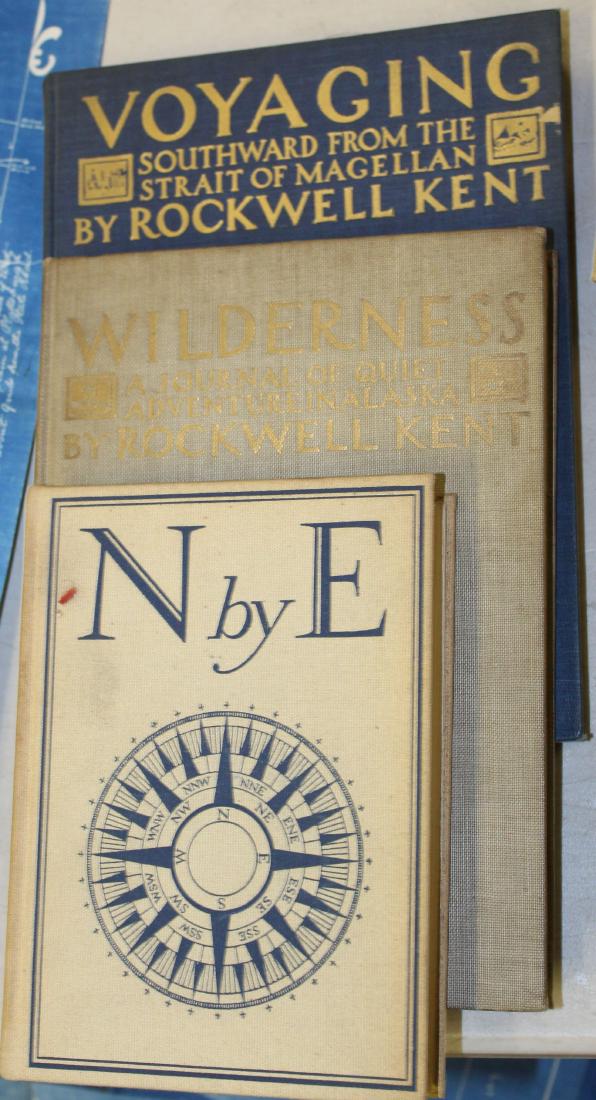 VOYAGING
SOUTHWARD FROM THE
STRAIT OF MAGELLAN
BY ROCKWELL KENT
WILDERNESS
A JOURNAL OF QUIET
ADVENTURE IN ALASKA
BY ROCKWELL KENT
N by E
N
NNE
NE
ENE
E
ESE
SE
SSE
S
SSW
SW
WSW
W
WNW
NW
NNW